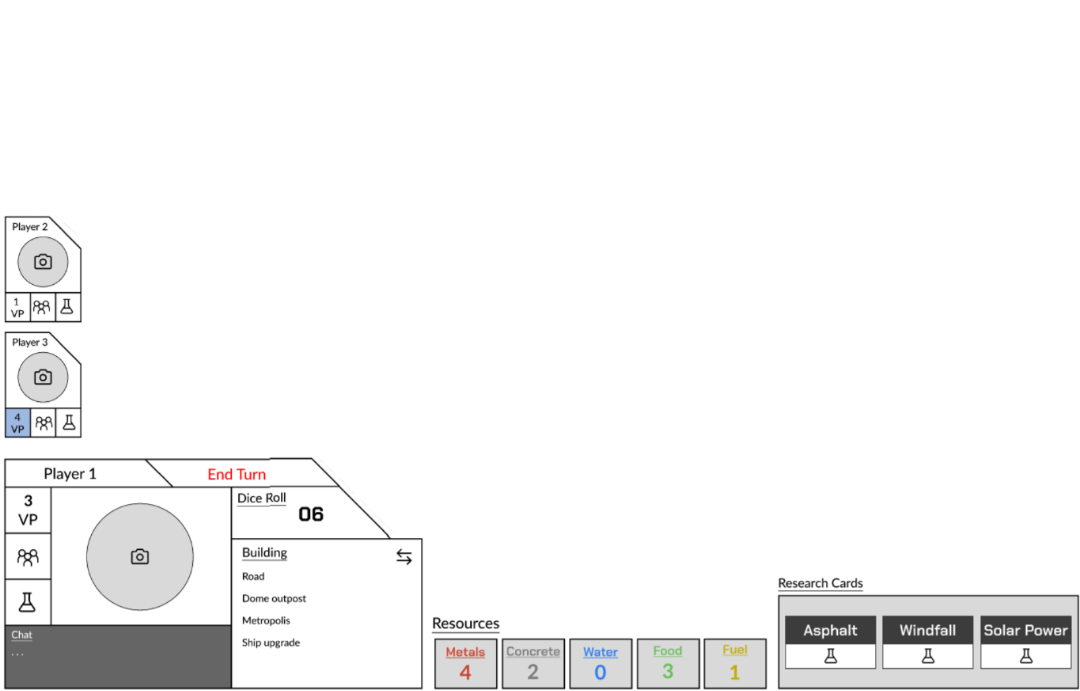 Player 2
1
VP
Player 3
4
VP
Player 1
End Turn
3
VP
Dice Roll
06
Building
Road
Dome outpost
Metropolis
Ship upgrade
Chat
...
Resources
Metals
4
Concrete
2
Water
0
Food
3
Fuel
1
Research Cards
Asphalt
Windfall
Solar Power